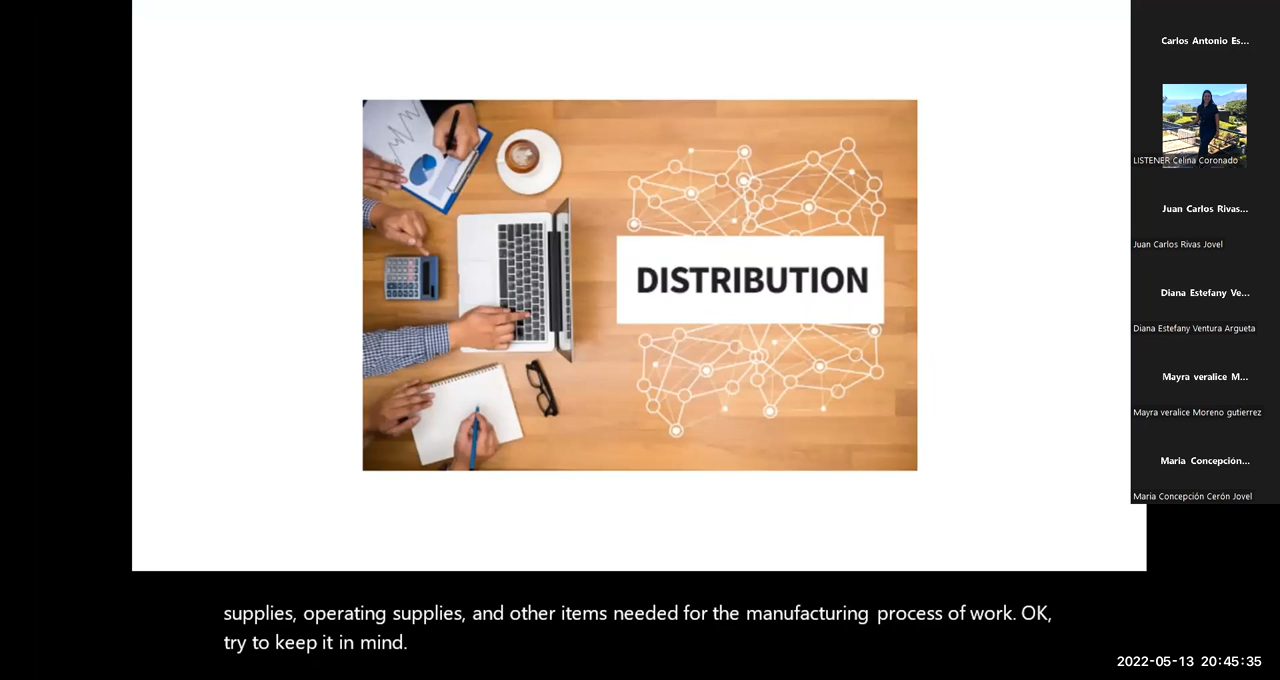 DISTRIBUTION
Carlos Antonio Es...
LISTENER Celina Coronado
Juan Carlos Rivas...
Juan Carlos Rivas Jovel
Diana Estefany Ve...
Diana Estefany Ventura Argueta
Mayra veralice M...
Mayra veralice Moreno gutierrez
Maria Concepción...
Maria Concepción Cerón Jovel
supplies, operating supplies, and other items needed for the manufacturing process of work. OK,
try to keep it in mind.
2022-05-13 20:45:35